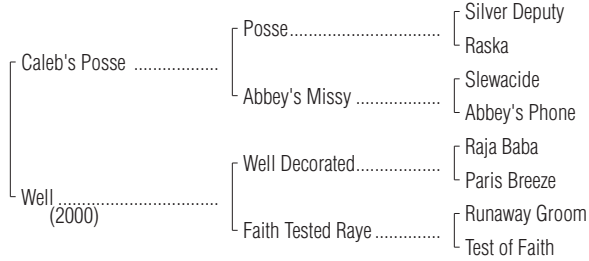 Silver Deputy
Posse
Raska
Caleb's Posse
Slewacide
Abbey's Missy
Abbey's Phone
Raja Baba
Well Decorated
Paris Breeze
Well
(2000)
Runaway Groom
Faith Tested Raye
Test of Faith